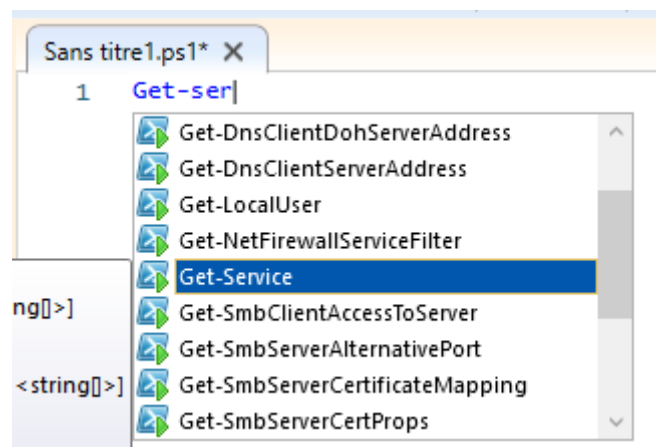 Sans titre1.ps1* X
1 Get-ser
Get-DnsClientDohServerAddress
Get-DnsClientServerAddress
Get-LocalUser
Get-NetFirewallServiceFilter
Get-Service
ng[]>]
Get-SmbClientAccessToServer
Get-SmbServerAlternativePort
<string[]>]
Get-SmbServerCertificateMapping
Get-SmbServerCertProps